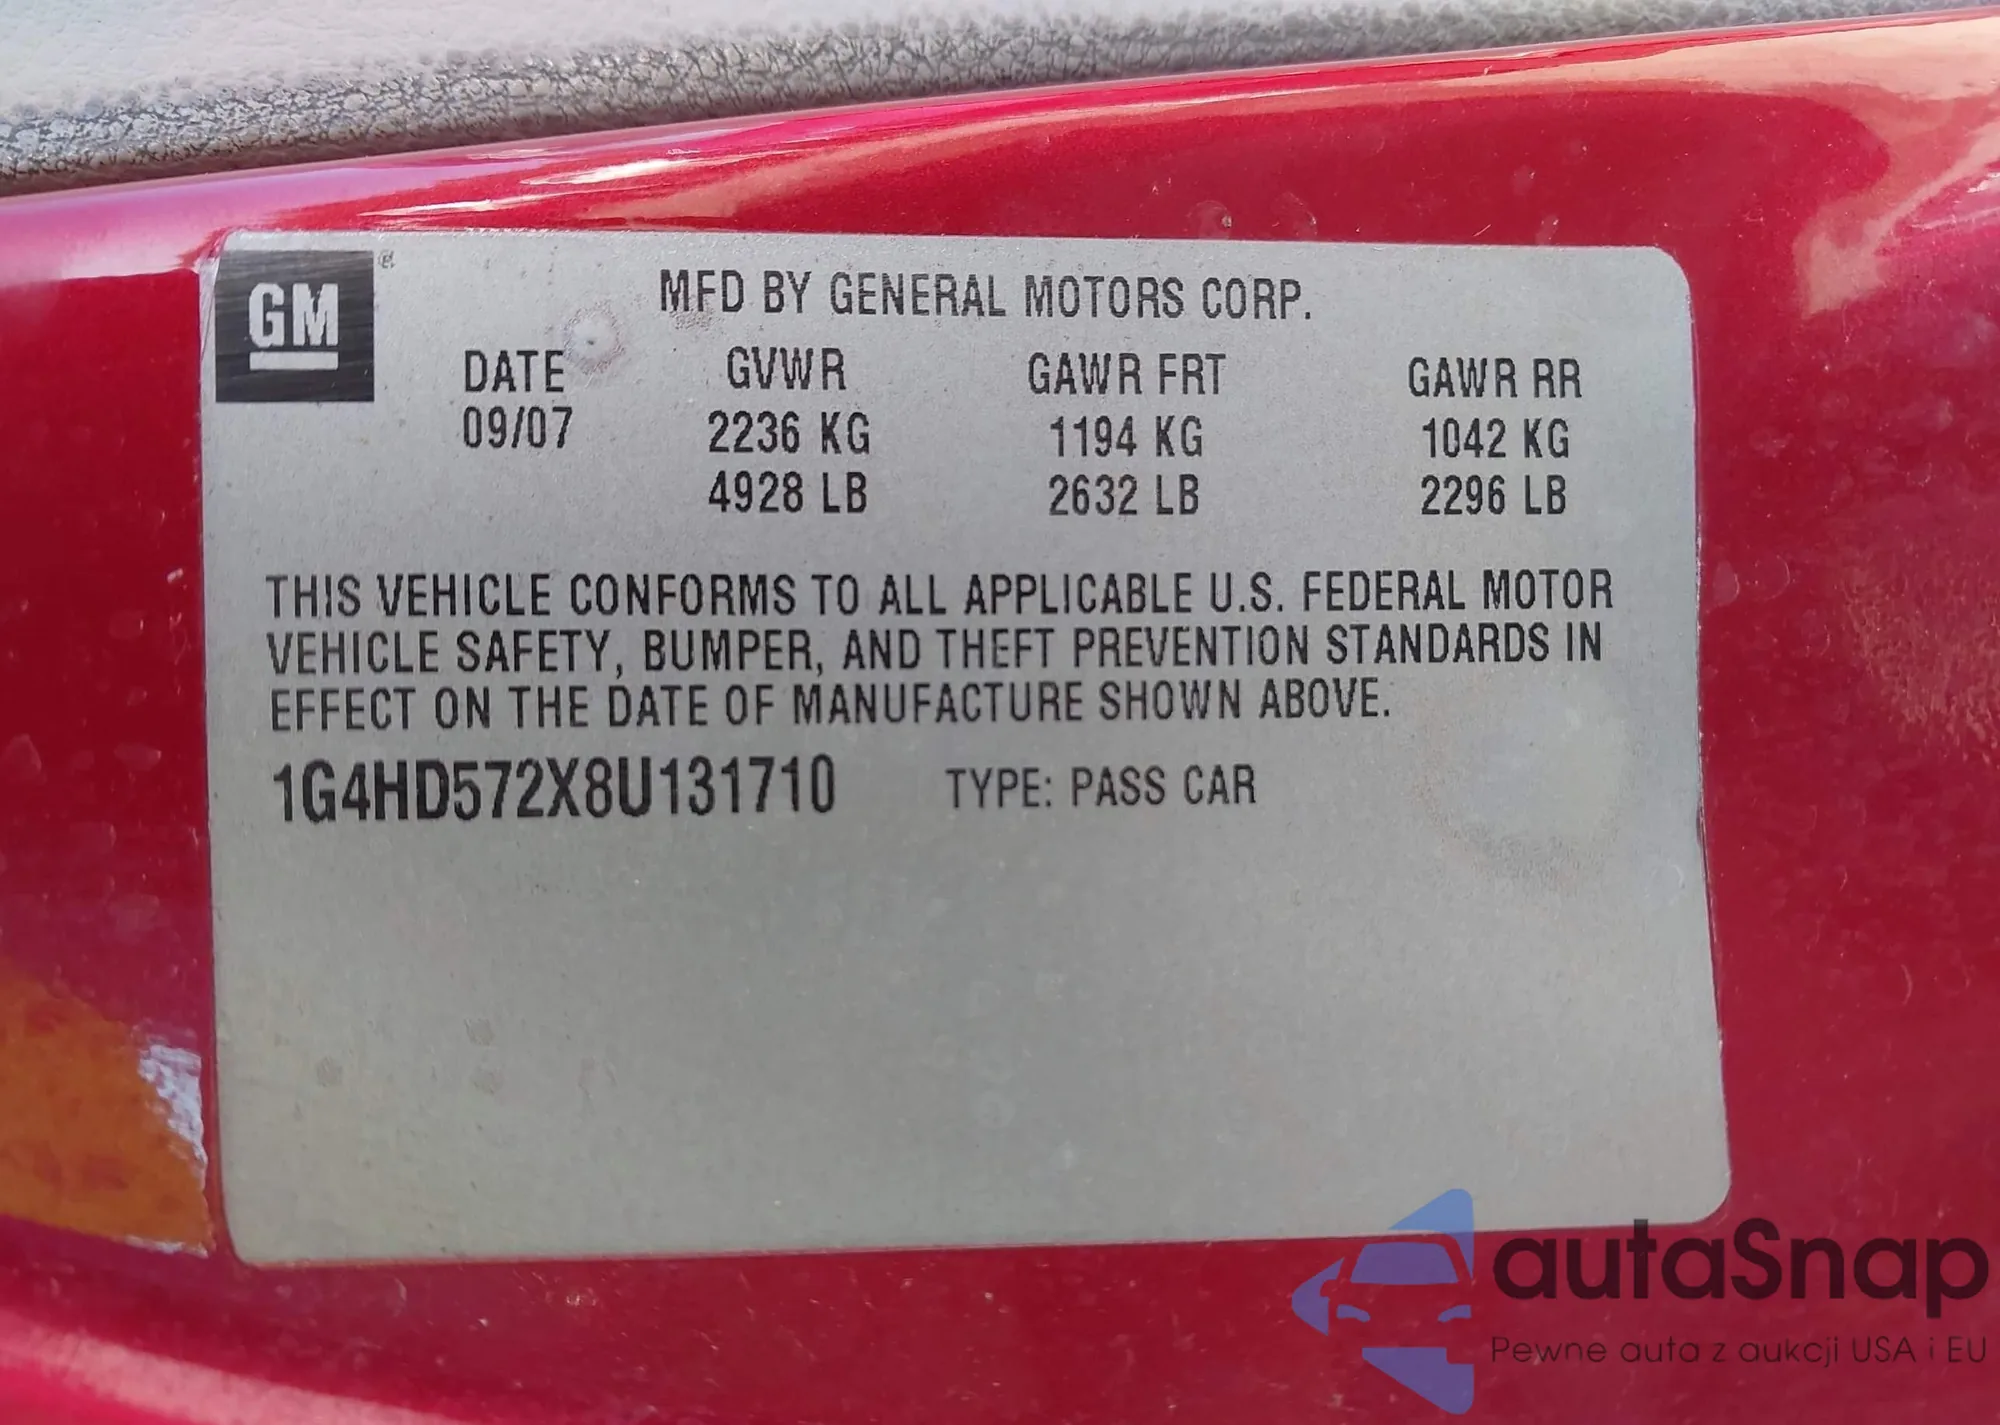 GM
MFD BY GENERAL MOTORS CORP.
DATE GVWR GAWR FRT GAWR RR
09/07 2236 KG 1194 KG 1042 KG
4928 LB 2632 LB 2296 LB
THIS VEHICLE CONFORMS TO ALL APPLICABLE U.S. FEDERAL MOTOR
VEHICLE SAFETY, BUMPER, AND THEFT PREVENTION STANDARDS IN
EFFECT ON THE DATE OF MANUFACTURE SHOWN ABOVE.
1G4HD572X8U131710 TYPE: PASS CAR
autaSnap
Pewne auta z aukcji USA i EU